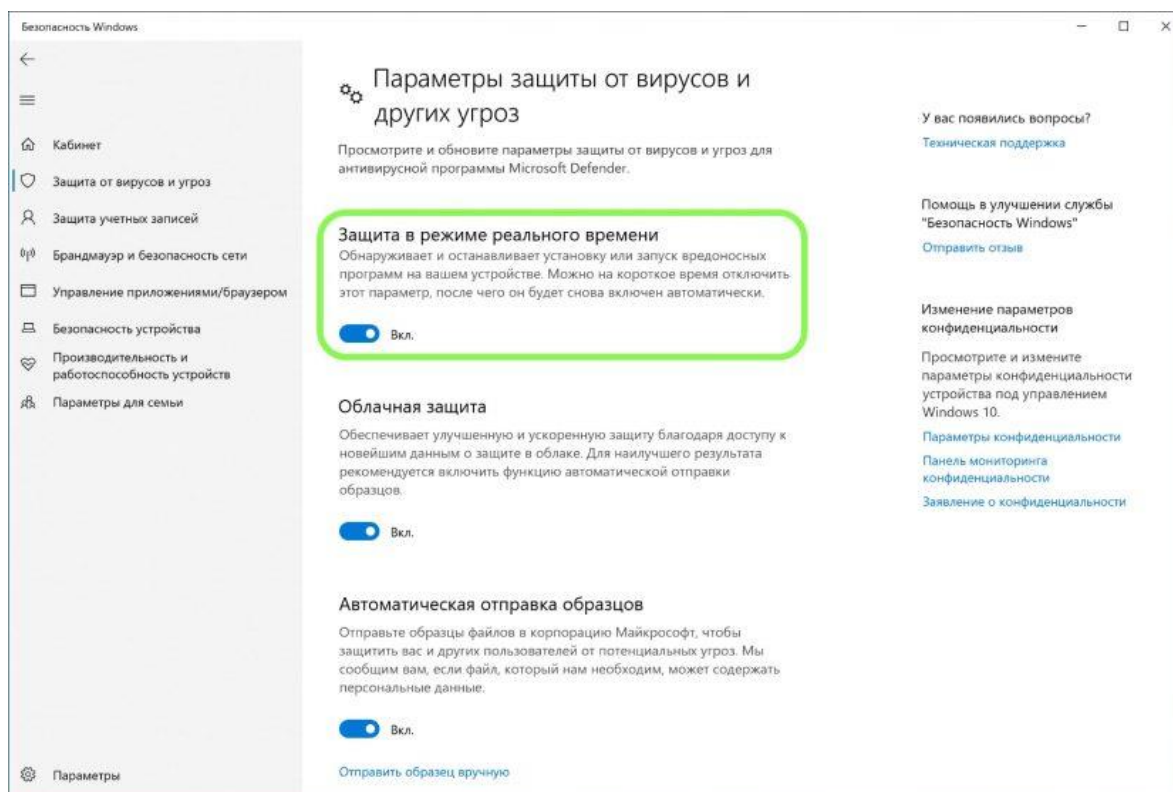 Безопасность Windows
Кабинет
Защита от вирусов и угроз
Защита учетных записей
Брандмауэр и безопасность сети
Управление приложениями/браузером
Безопасность устройства
Производительность и
работоспособность устройств
Параметры для семьи
Параметры
Параметры защиты от вирусов и
других угроз
Просмотрите и обновите параметры защиты от вирусов и угроз для
антивирусной программы Microsoft Defender.
Защита в режиме реального времени
Обнаруживает и останавливает установку или запуск вредоносных
программ на вашем устройстве. Можно на короткое время отключить
этот параметр, после чего он будет снова включен автоматически.
Вкл.
Облачная защита
Обеспечивает улучшенную и ускоренную защиту благодаря доступу к
новейшим данным о защите в облаке. Для наилучшего результата
рекомендуется включить функцию автоматической отправки
образцов.
Вкл.
Автоматическая отправка образцов
Отправьте образцы файлов в корпорацию Майкрософт, чтобы
защитить вас и других пользователей от потенциальных угроз. Мы
сообщим вам, если файл, который нам необходим, может содержать
персональные данные.
Вкл.
Отправить образец вручную
У вас появились вопросы?
Техническая поддержка
Помощь в улучшении службы
"Безопасность Windows"
Отправить отзыв
Изменение параметров
конфиденциальности
Просмотрите и измените
параметры конфиденциальности
устройства под управлением
Windows 10.
Параметры конфиденциальности
Панель мониторинга
конфиденциальности
Заявление о конфиденциальности